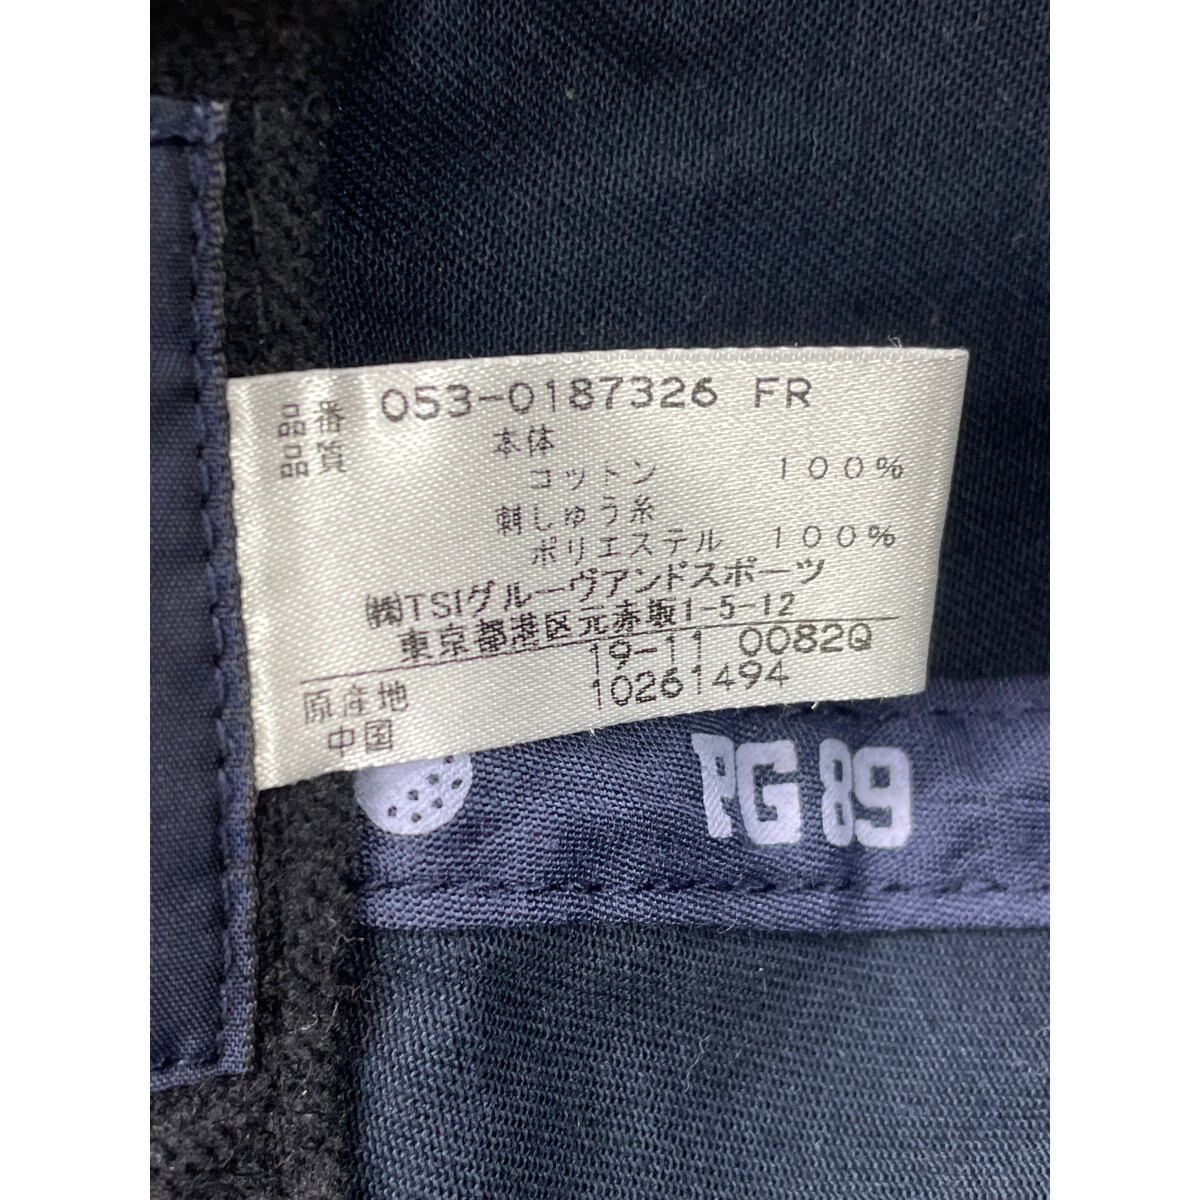 品番 053-0187326 FR
品質 本体
コットン 100%
刺しゅう糸
ポリエステル 100%
㈱TSIグルーヴアンドスポーツ
東京都港区元赤坂1-5-12
19-11 0082Q
原産地 10261494
中国
PG 89